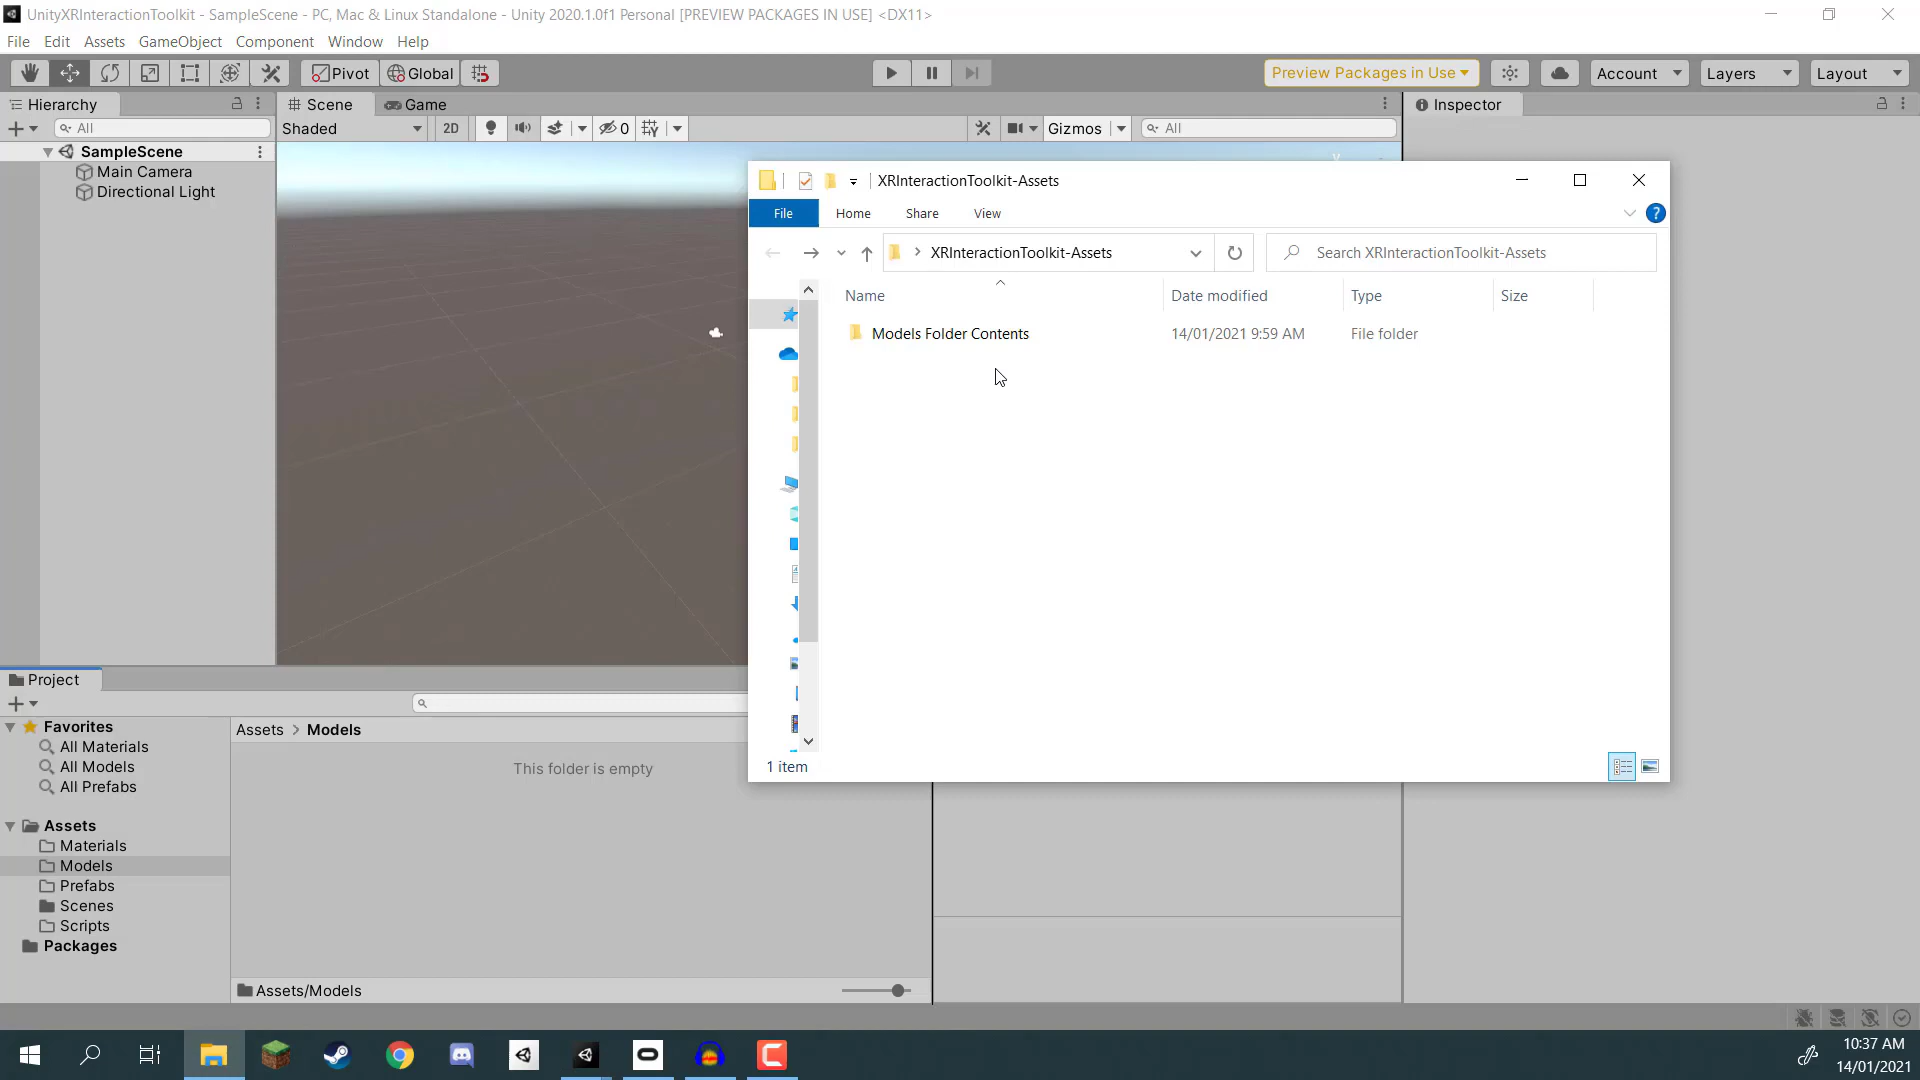 UnityXRInteractionToolkit - SampleScene - PC, Mac & Linux Standalone - Unity 2020.1.0f1 Personal [PREVIEW PACKAGES IN USE] <DX11>
File Edit Assets GameObject Component Window Help
Pivot Global Preview Packages in Use Account Layers Layout
Hierarchy Scene Game Inspector
All Shaded 2D 0 Gizmos All
SampleScene
Main Camera
Directional Light
XRInteractionToolkit-Assets
File Home Share View
XRInteractionToolkit-Assets Search XRInteractionToolkit-Assets
Name Date modified Type Size
Models Folder Contents 14/01/2021 9:59 AM File folder
1 item
Project
Favorites
All Materials
All Models
All Prefabs
Assets
Materials
Models
Prefabs
Scenes
Scripts
Packages
Assets > Models
This folder is empty
Assets/Models
10:37 AM
14/01/2021